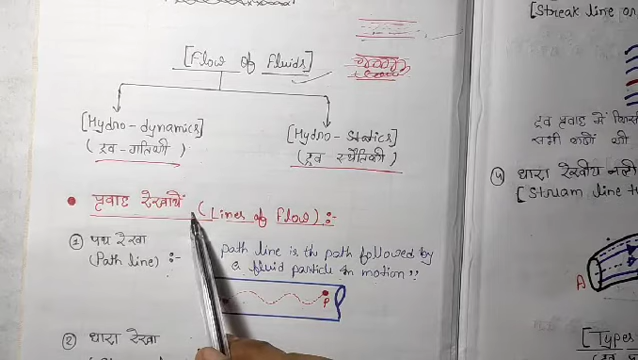 [Flow of Fluids]
[Hydro-dynamics]
(द्रव-गतिकी)
[Hydro-Statics]
(द्रव स्थैतिकी)
• प्रवाह रेखायें (Lines of Flow) :-
① पथ रेखा
(Path line) :-
path line is the path followed by
a fluid particle in motion"
P
② धारा रेखा
[Streak line or
द्रव प्रवाह में
सभी कणों की
④ धारा रेखीय नली
[Stream line t
A
[Types